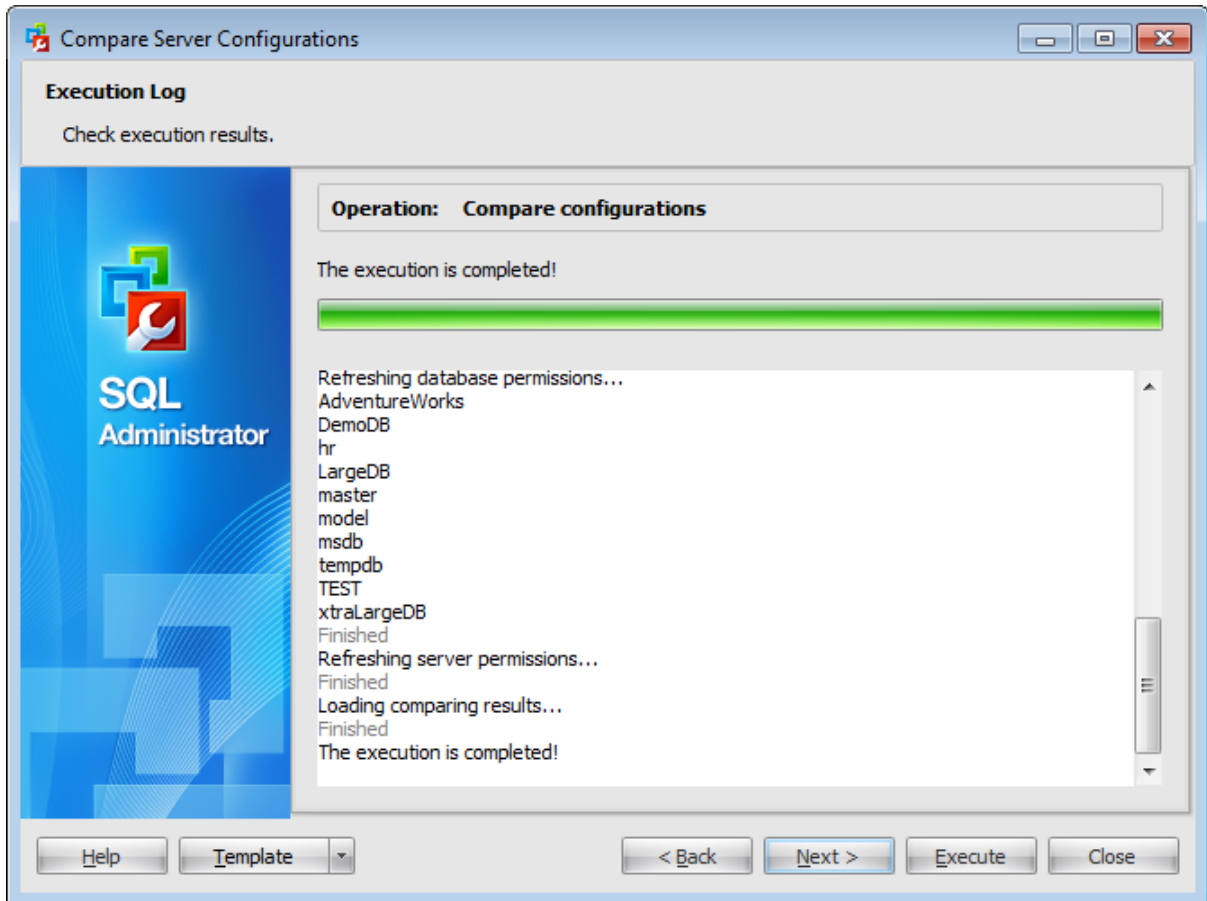 Compare Server Configurations
Execution Log
Check execution results.
Operation: Compare configurations
The execution is completed!
SQL
Administrator
Refreshing database permissions...
AdventureWorks
DemoDB
hr
LargeDB
master
model
msdb
tempdb
TEST
xtraLargeDB
Finished
Refreshing server permissions...
Finished
Loading comparing results...
Finished
The execution is completed!
Help Template < Back Next > Execute Close